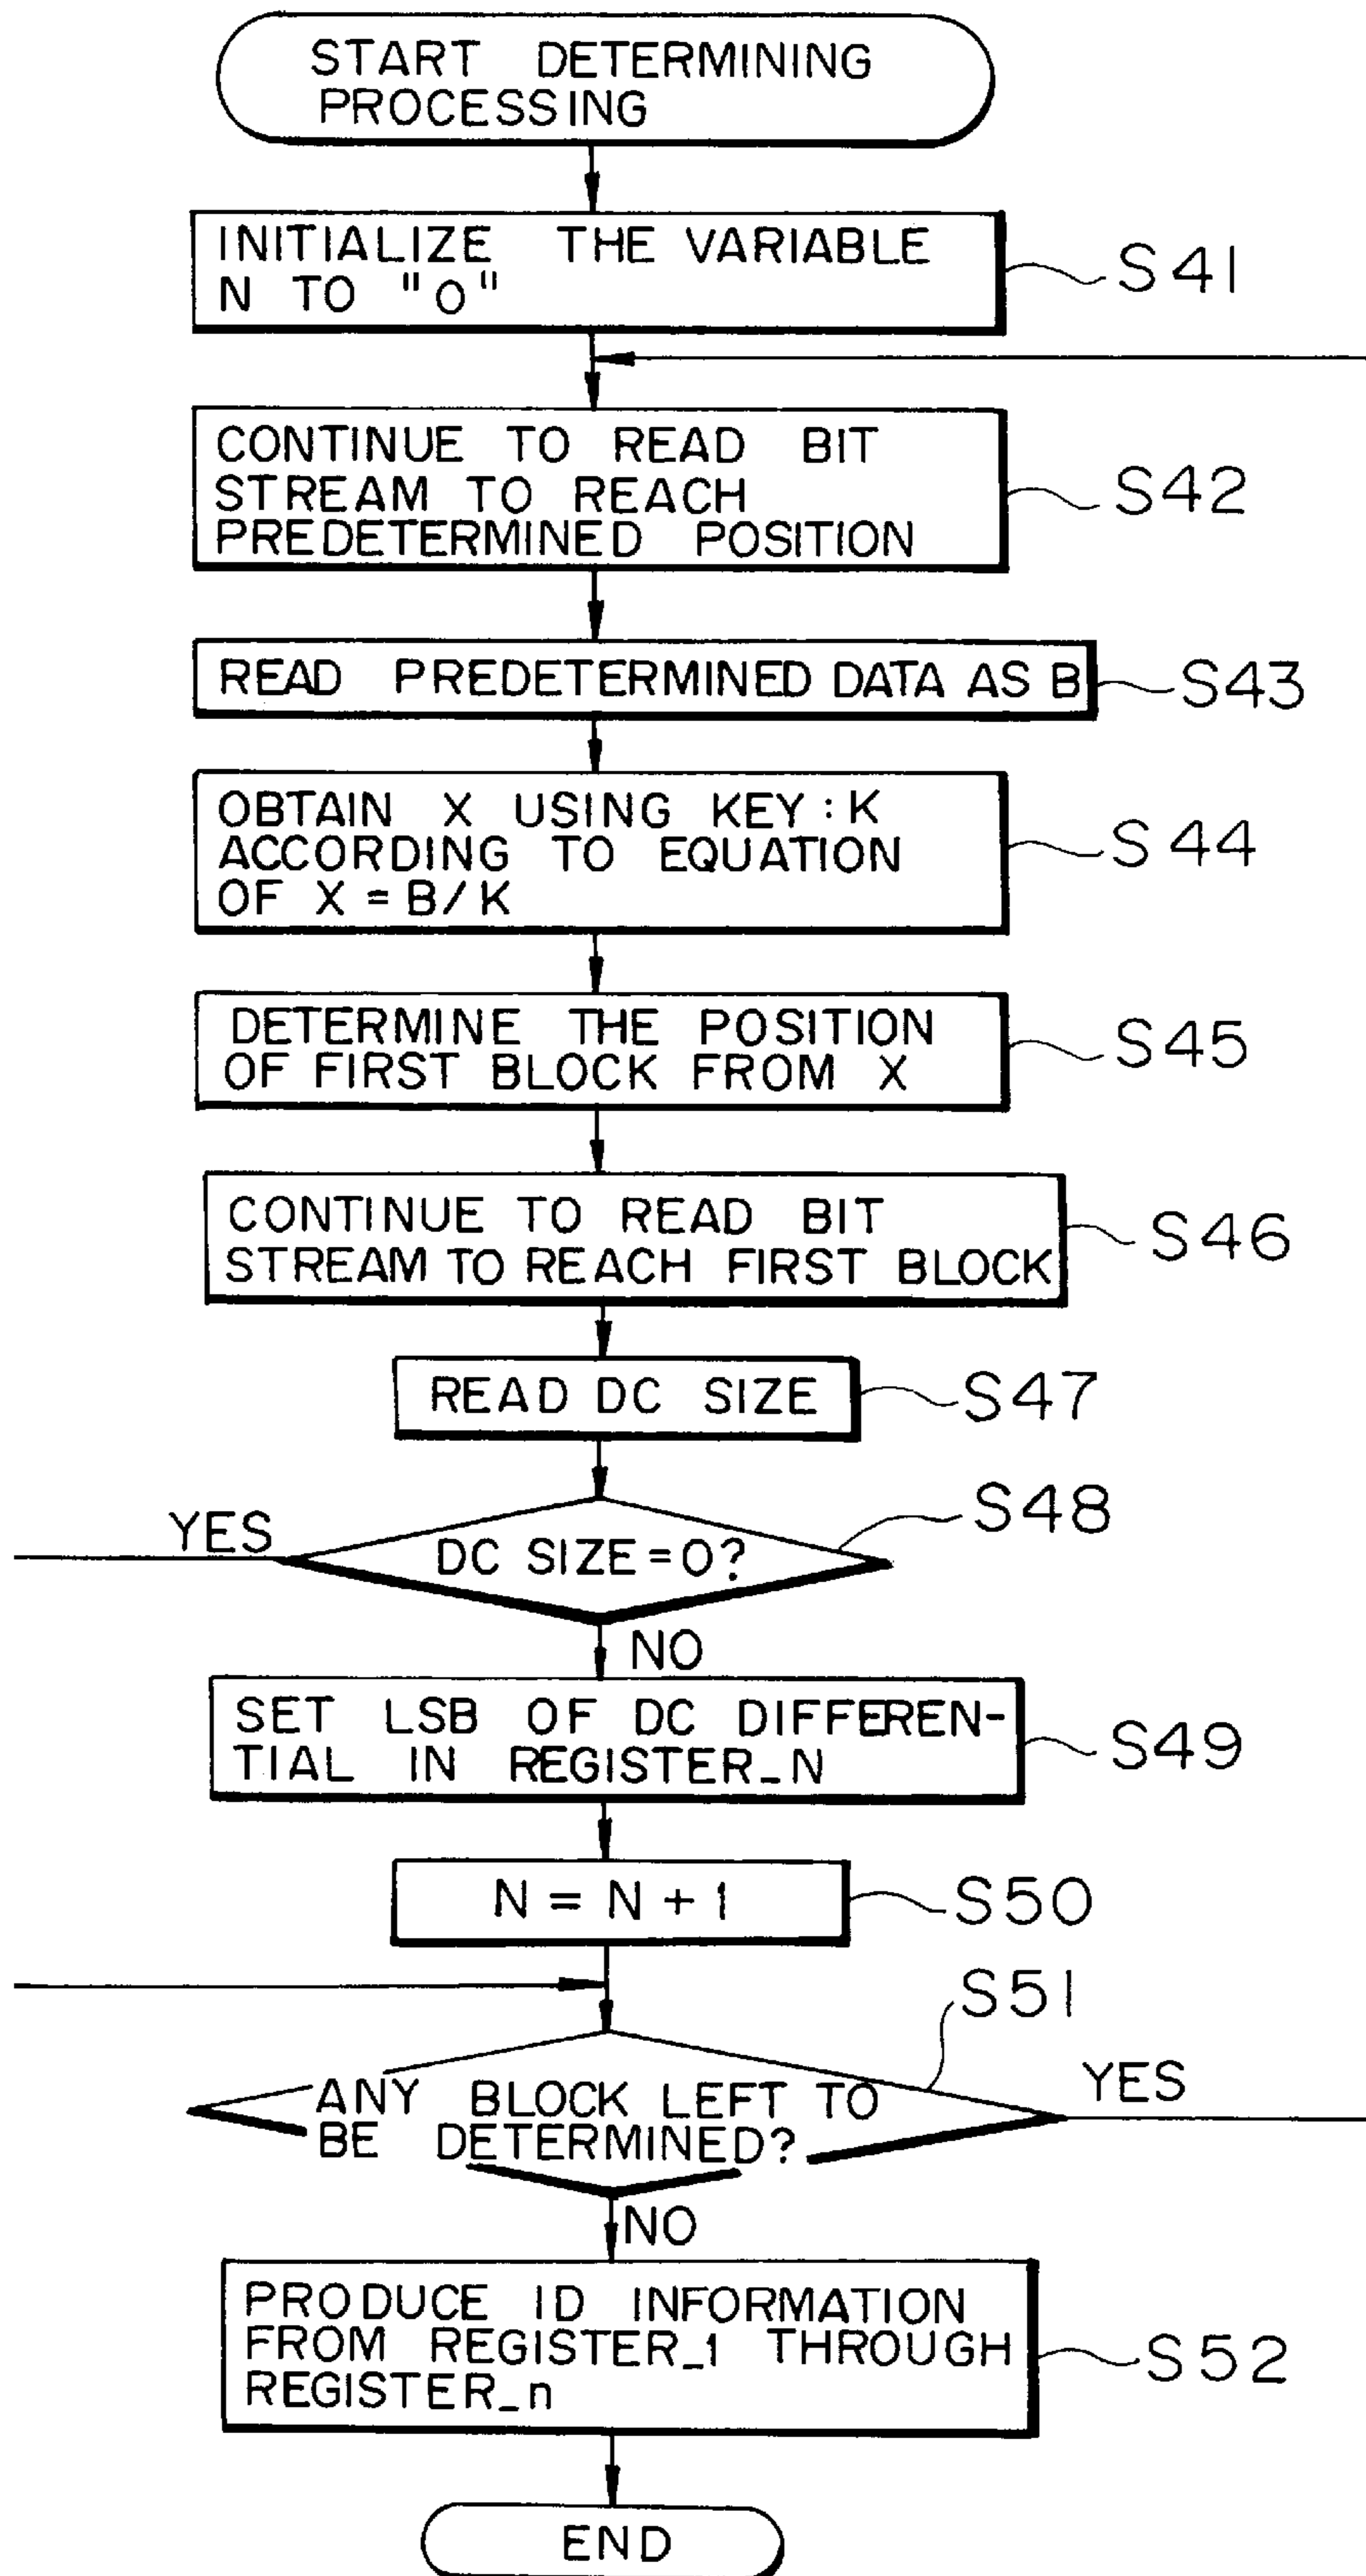 START DETERMINING
PROCESSING
INITIALIZE THE VARIABLE
N TO "0"
S41
CONTINUE TO READ BIT
STREAM TO REACH
PREDETERMINED POSITION
S42
READ PREDETERMINED DATA AS B
S43
OBTAIN X USING KEY : K
ACCORDING TO EQUATION
OF X = B/K
S44
DETERMINE THE POSITION
OF FIRST BLOCK FROM X
S45
CONTINUE TO READ BIT
STREAM TO REACH FIRST BLOCK
S46
READ DC SIZE
S47
S48
YES
DC SIZE=0?
NO
SET LSB OF DC DIFFEREN-
TIAL IN REGISTER_N
S49
N = N + 1
S50
S51
YES
ANY BLOCK LEFT TO
BE DETERMINED?
NO
PRODUCE ID INFORMATION
FROM REGISTER_1 THROUGH
REGISTER_n
S52
END